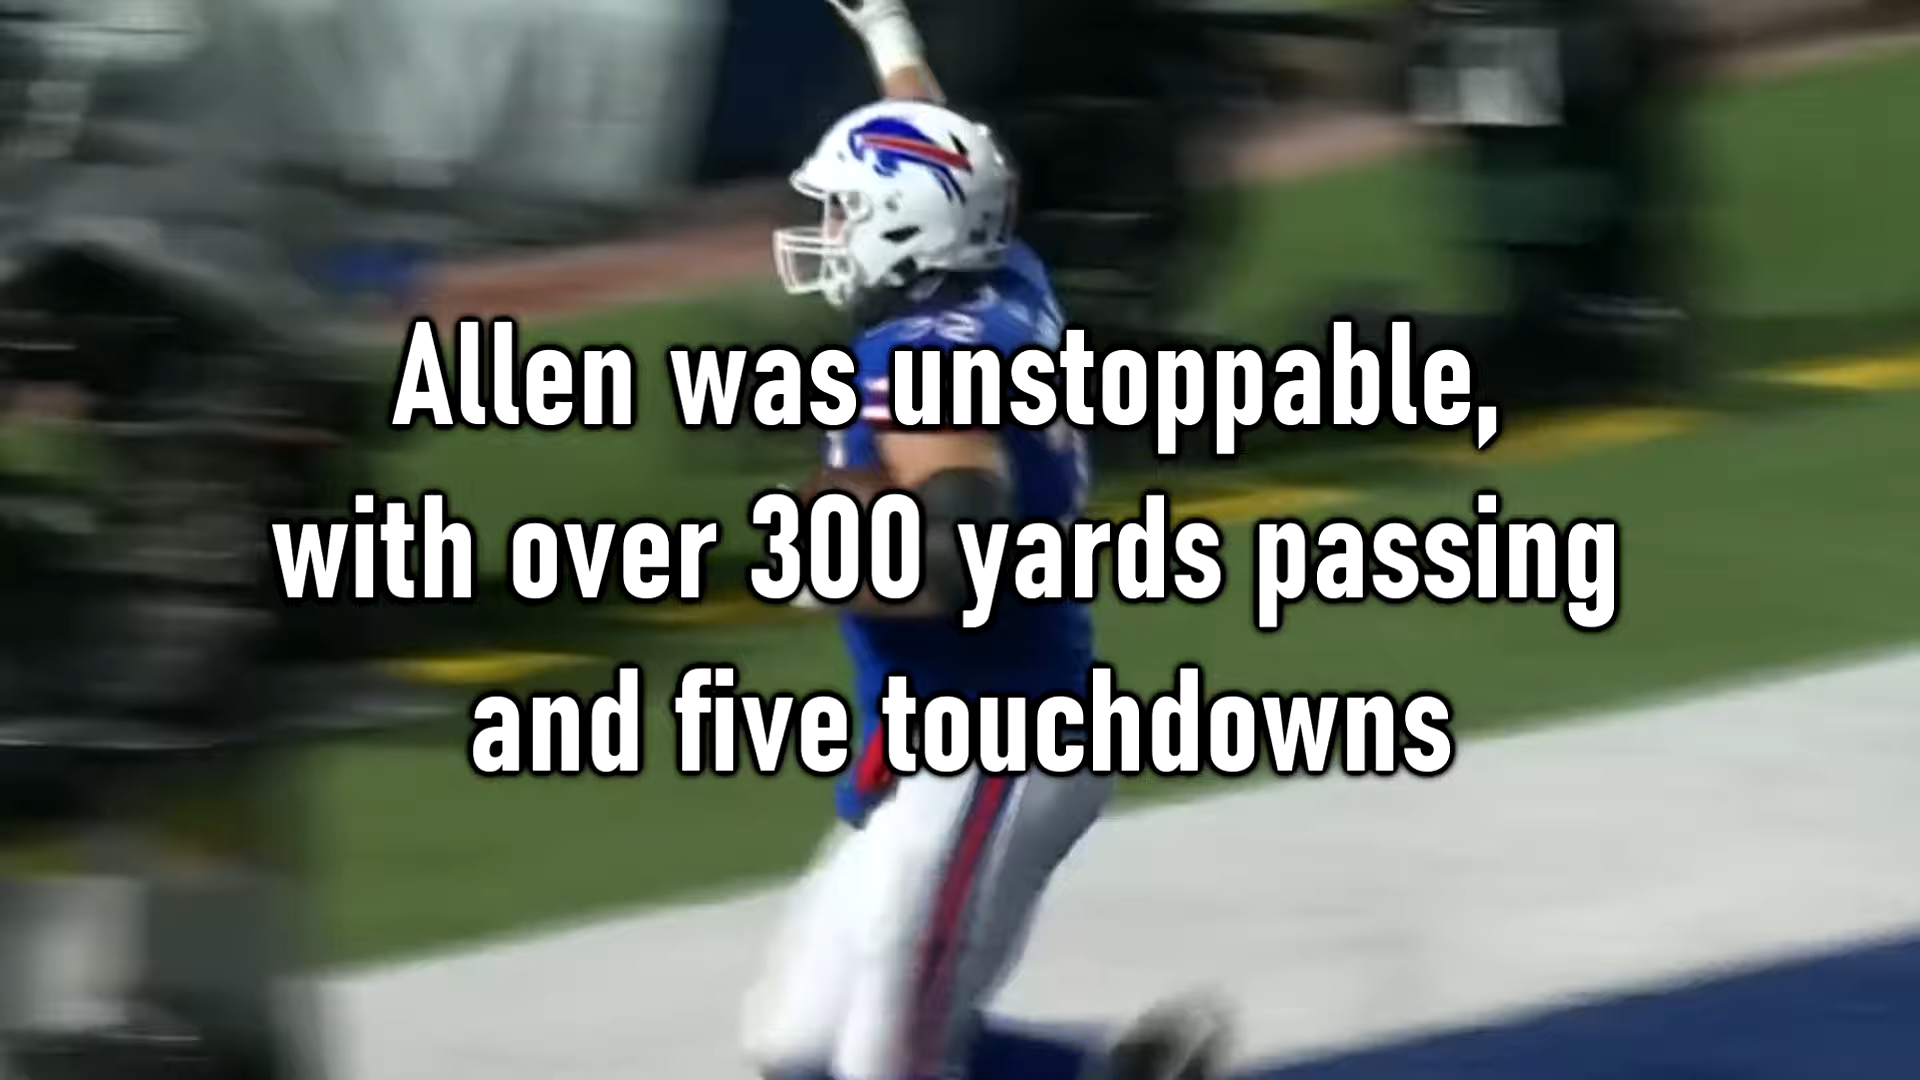 Allen was unstoppable,
with over 300 yards passing
and five touchdowns